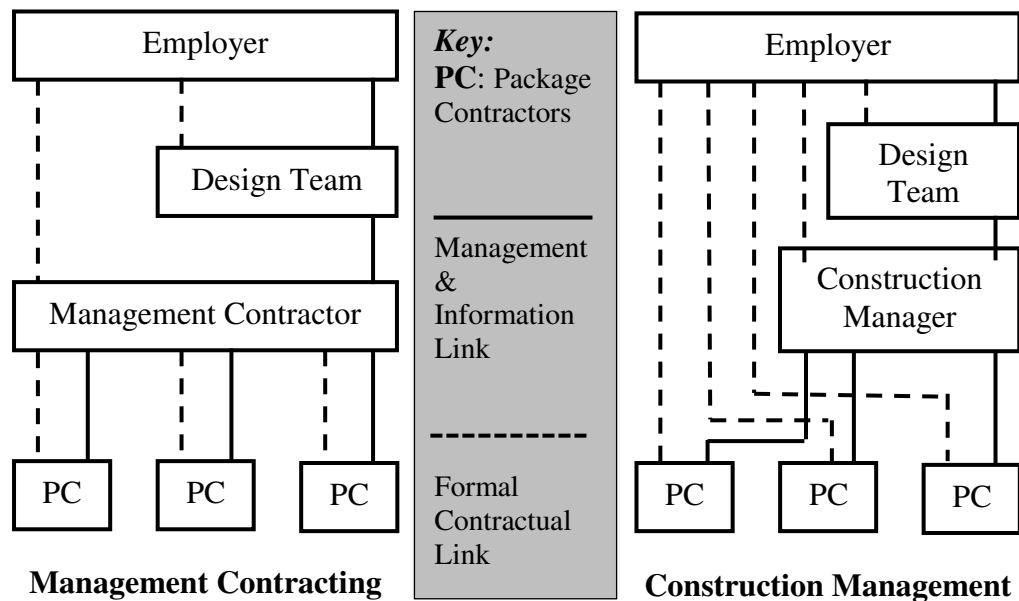 Employer
Design Team
Management Contractor
PC
PC
PC
Management Contracting
Key:
PC: Package
Contractors
Management
&
Information
Link
Formal
Contractual
Link
Employer
Design
Team
Construction
Manager
PC
PC
PC
Construction Management